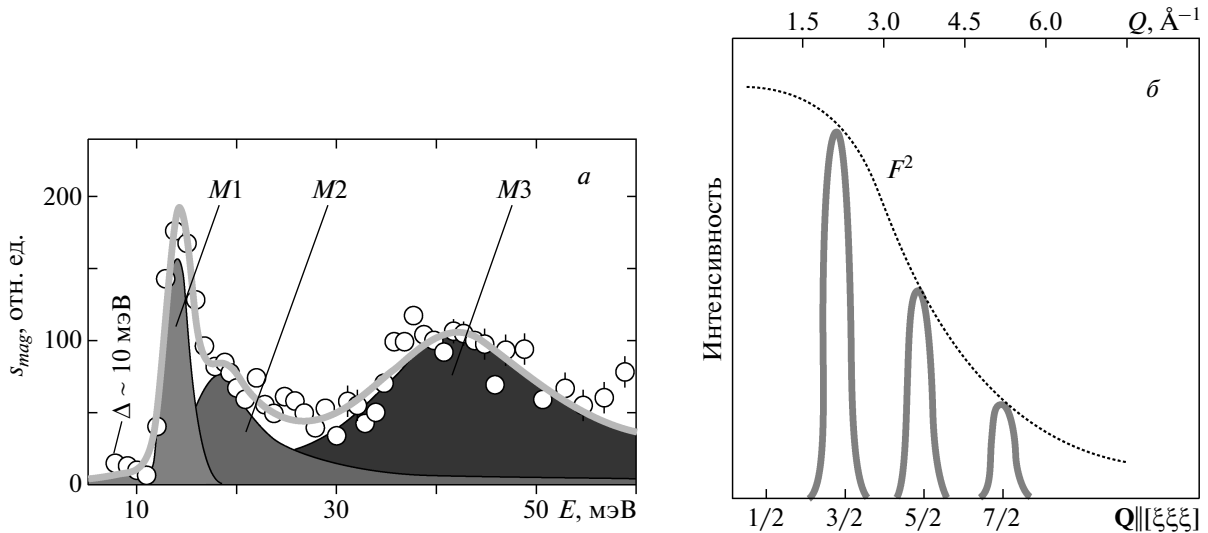 а
M1
M2
M3
200
100
0
s_mag, отн. ед.
Δ ~ 10 мэВ
10
30
50
E, мэВ
1.5
3.0
4.5
6.0
Q, Å⁻¹
б
F²
Интенсивность
1/2
3/2
5/2
7/2
Q||[ξξξ]